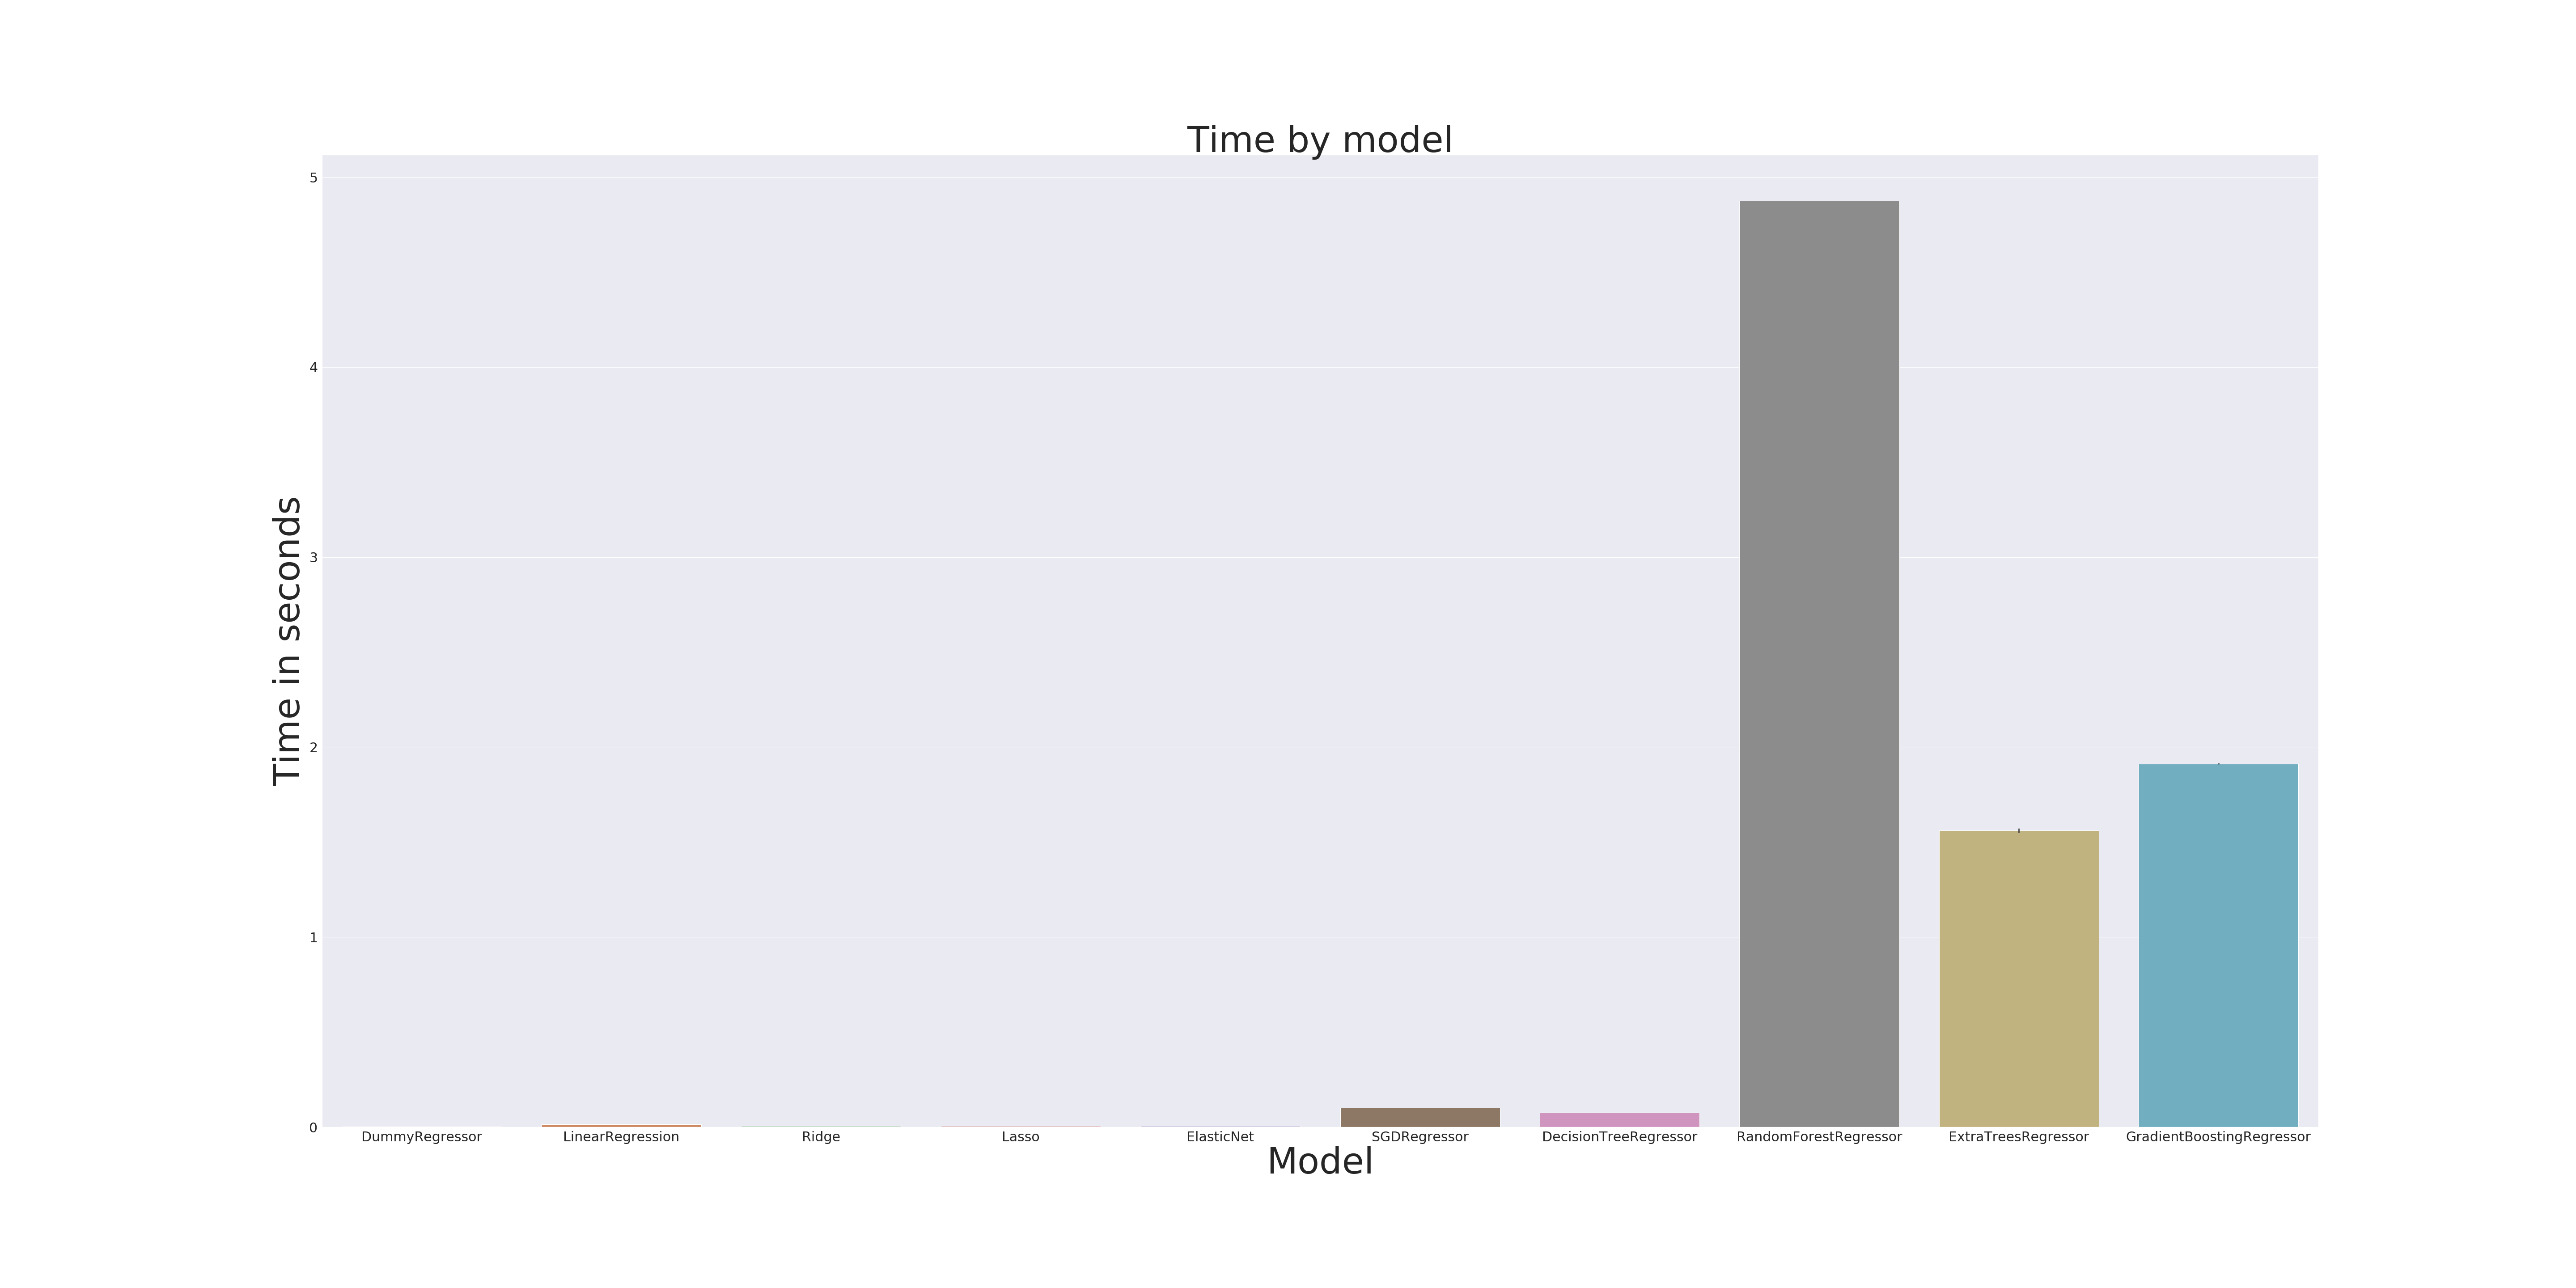 Time by model
5
4
3
2
1
0
Time in seconds
DummyRegressor LinearRegression Ridge Lasso ElasticNet SGDRegressor DecisionTreeRegressor RandomForestRegressor ExtraTreesRegressor GradientBoostingRegressor
Model